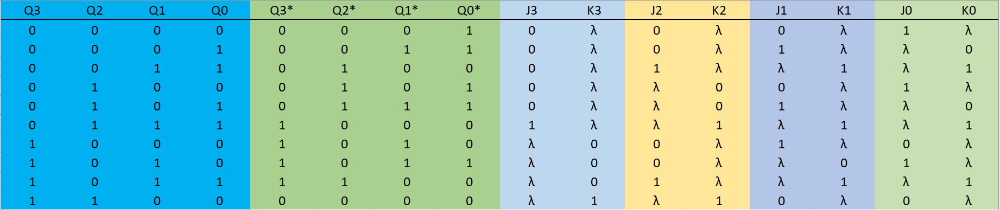 Q3 Q2 Q1 Q0 Q3* Q2* Q1* Q0* J3 K3 J2 K2 J1 K1 J0 K0
0 0 0 0 0 0 0 1 0 λ 0 λ 0 λ 1 λ
0 0 0 1 0 0 1 1 0 λ 0 λ 1 λ λ 0
0 0 1 1 0 1 0 0 0 λ 1 λ λ 1 λ 1
0 1 0 0 0 1 0 1 0 λ λ 0 0 λ 1 λ
0 1 0 1 0 1 1 1 0 λ λ 0 1 λ λ 0
0 1 1 1 1 0 0 0 1 λ λ 1 λ 1 λ 1
1 0 0 0 1 0 1 0 λ 0 0 λ 1 λ 0 λ
1 0 1 0 1 0 1 1 λ 0 0 λ λ 0 1 λ
1 0 1 1 1 1 0 0 λ 0 1 λ λ 1 λ 1
1 1 0 0 0 0 0 0 λ 1 λ 1 0 λ 0 λ